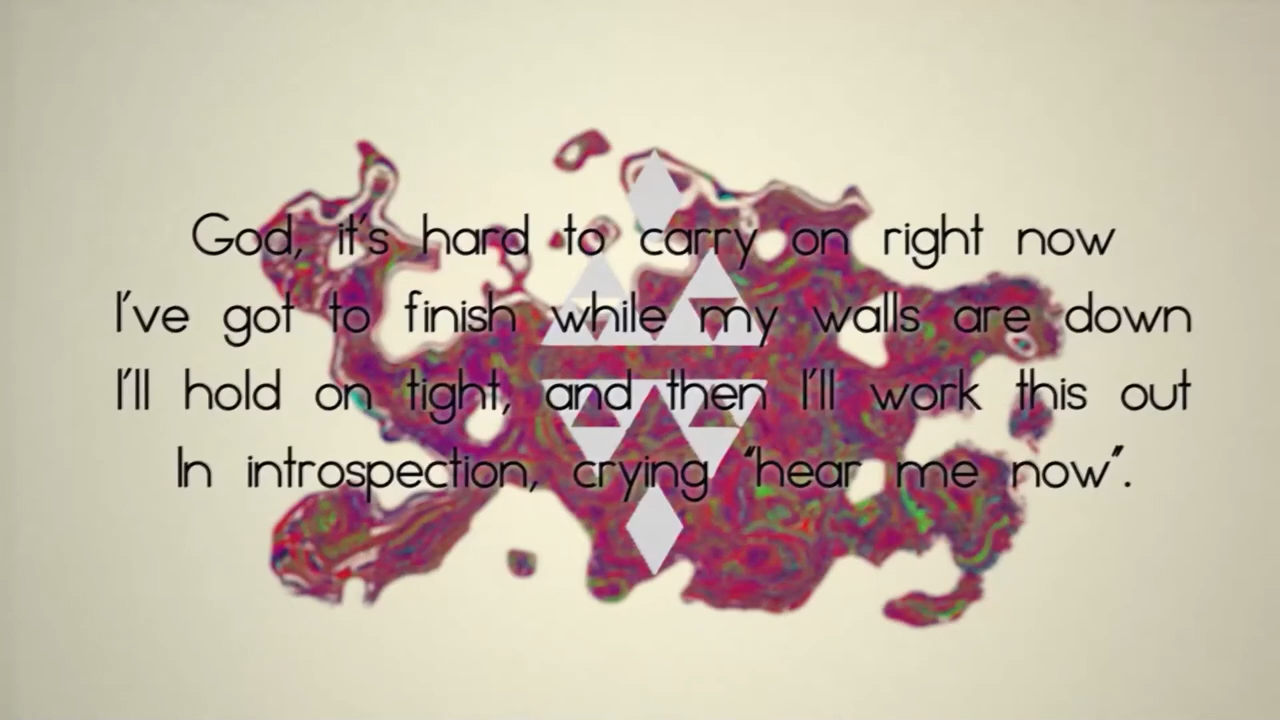 God, it's hard to carry on right now
I've got to finish while my walls are down
I'll hold on tight, and then I'll work this out
In introspection, crying “hear me now”.